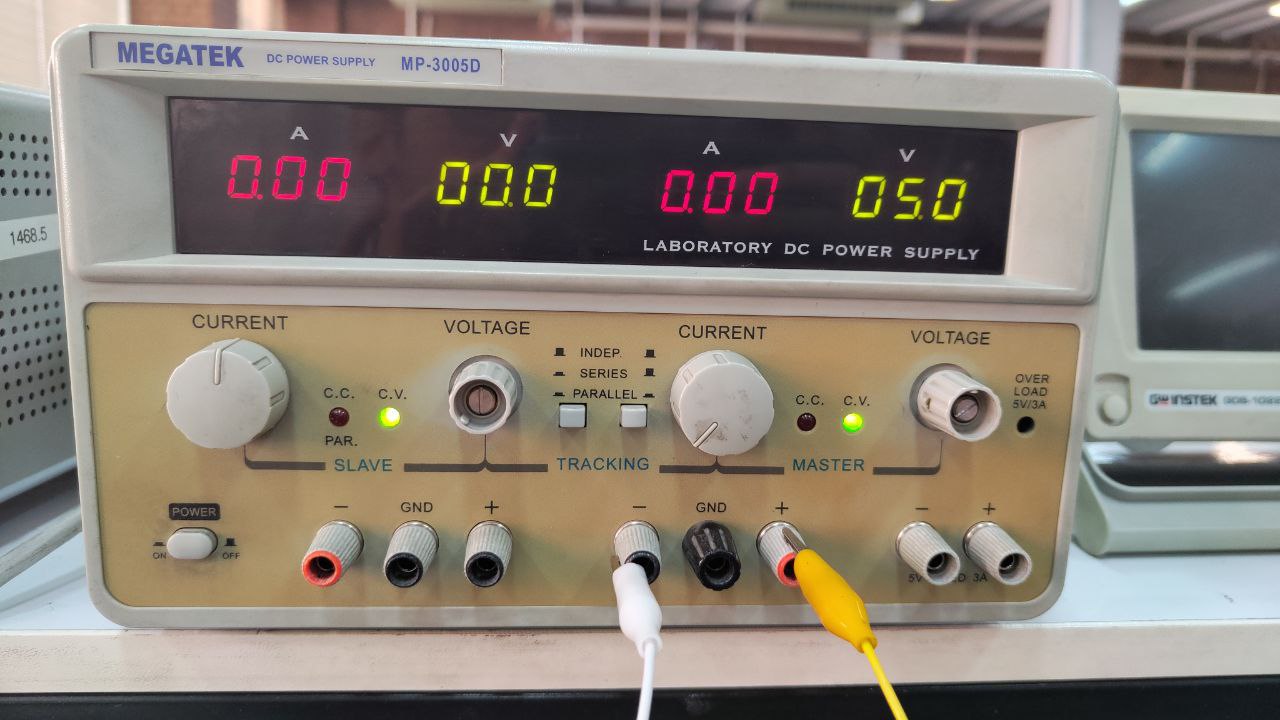 MEGATEK DC POWER SUPPLY MP-3005D
A V A V
0.00 00.0 0.00 05.0
LABORATORY DC POWER SUPPLY
1468.5
CURRENT VOLTAGE CURRENT VOLTAGE
INDEP.
SERIES
PARALLEL
C.C. C.V.
PAR.
C.C. C.V.
OVER
LOAD
5V/3A
SLAVE TRACKING MASTER
GW INSTEK
POWER
ON OFF
− GND +
− GND +
− +
5V 3A